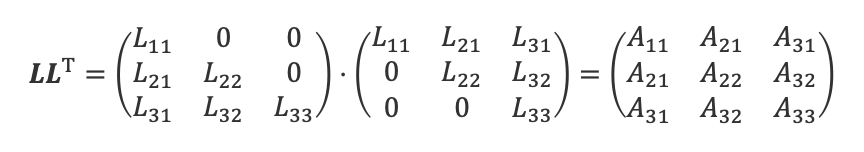 LLᵀ = (L₁₁ 0 0; L₂₁ L₂₂ 0; L₃₁ L₃₂ L₃₃) · (L₁₁ L₂₁ L₃₁; 0 L₂₂ L₃₂; 0 0 L₃₃) = (A₁₁ A₂₁ A₃₁; A₂₁ A₂₂ A₃₂; A₃₁ A₃₂ A₃₃)